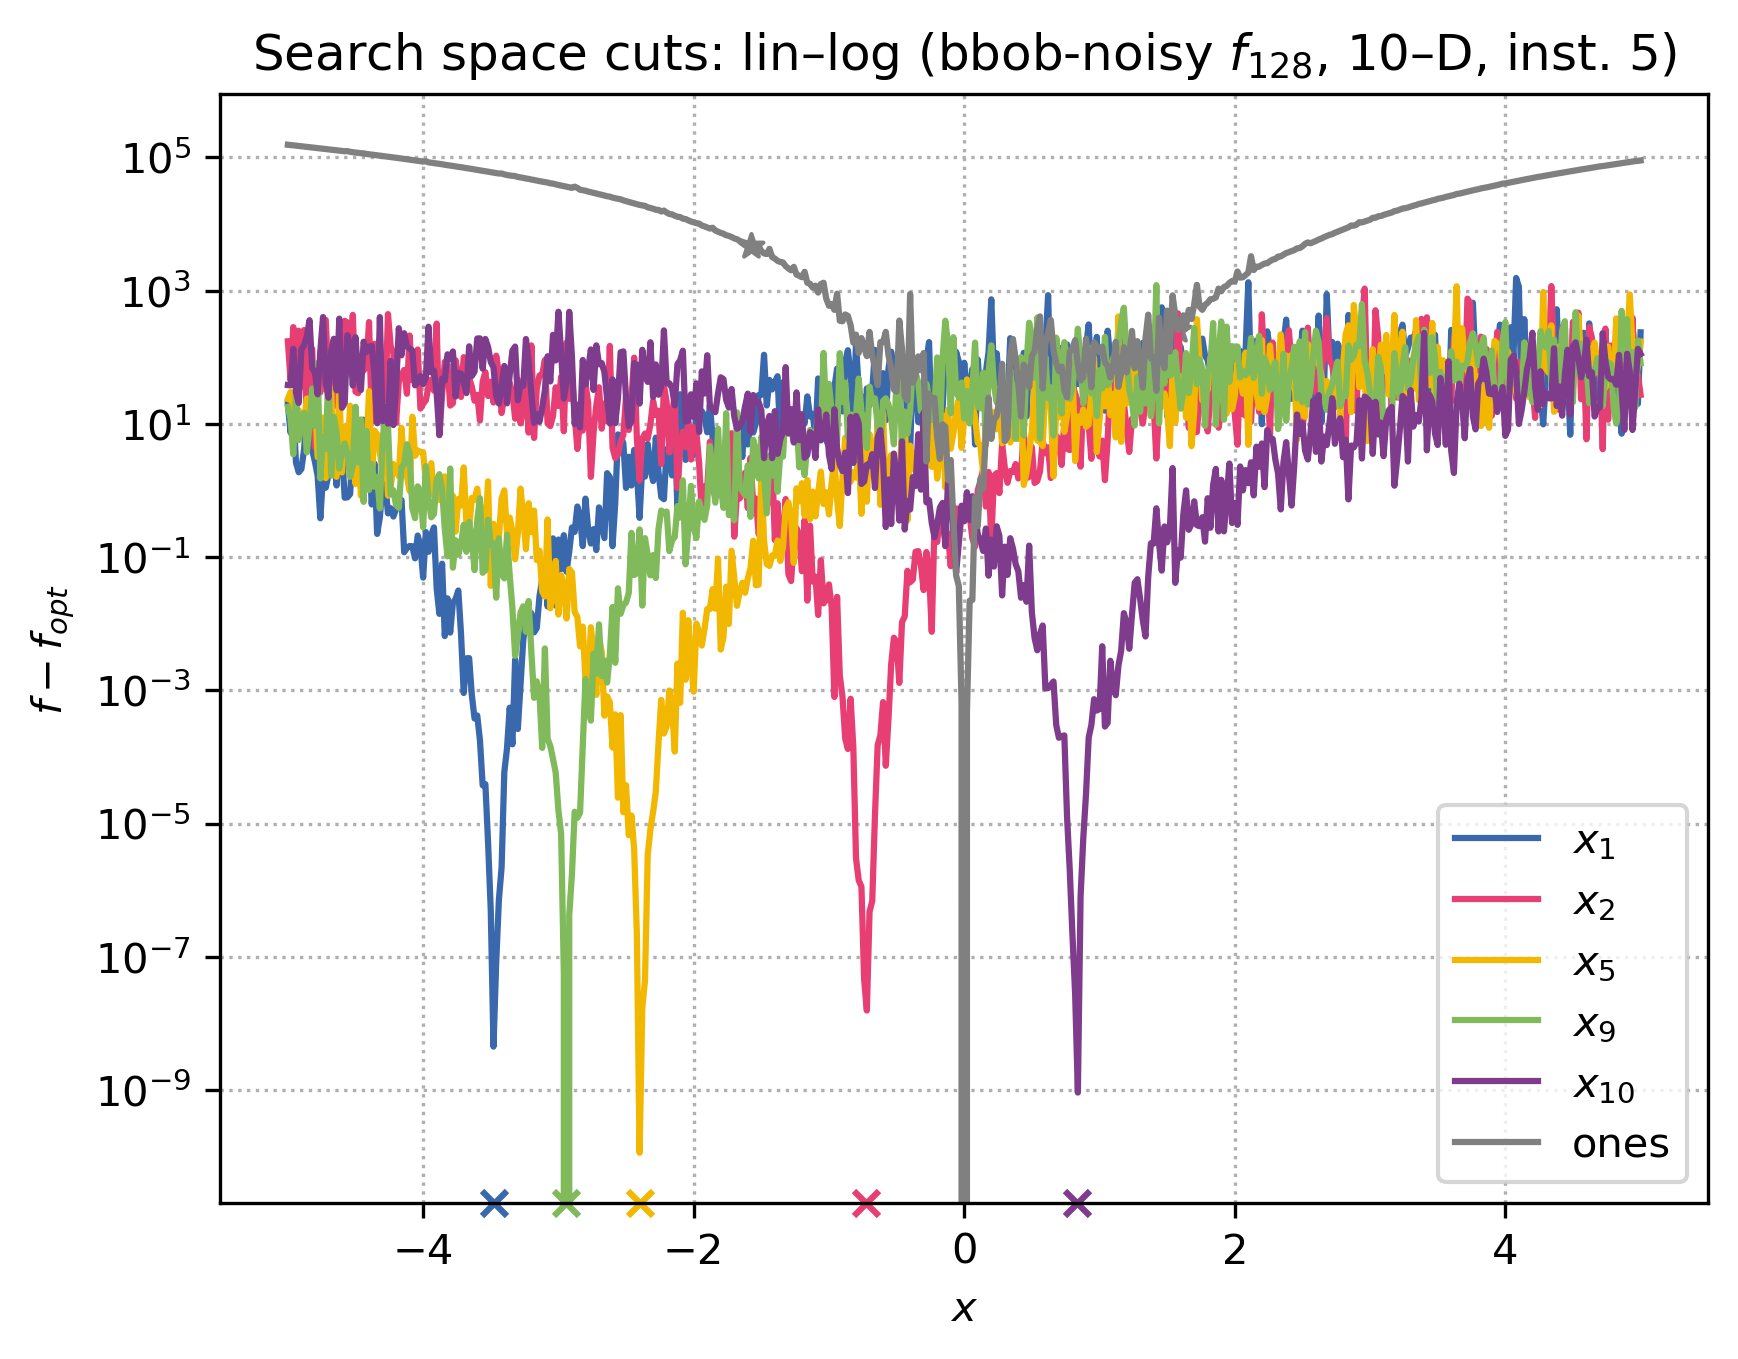 Search space cuts: lin–log (bbob-noisy f128, 10–D, inst. 5)
10^5
10^3
10^1
10^−1
10^−3
10^−5
10^−7
10^−9
f − fopt
−4
−2
0
2
4
x
x1
x2
x5
x9
x10
ones